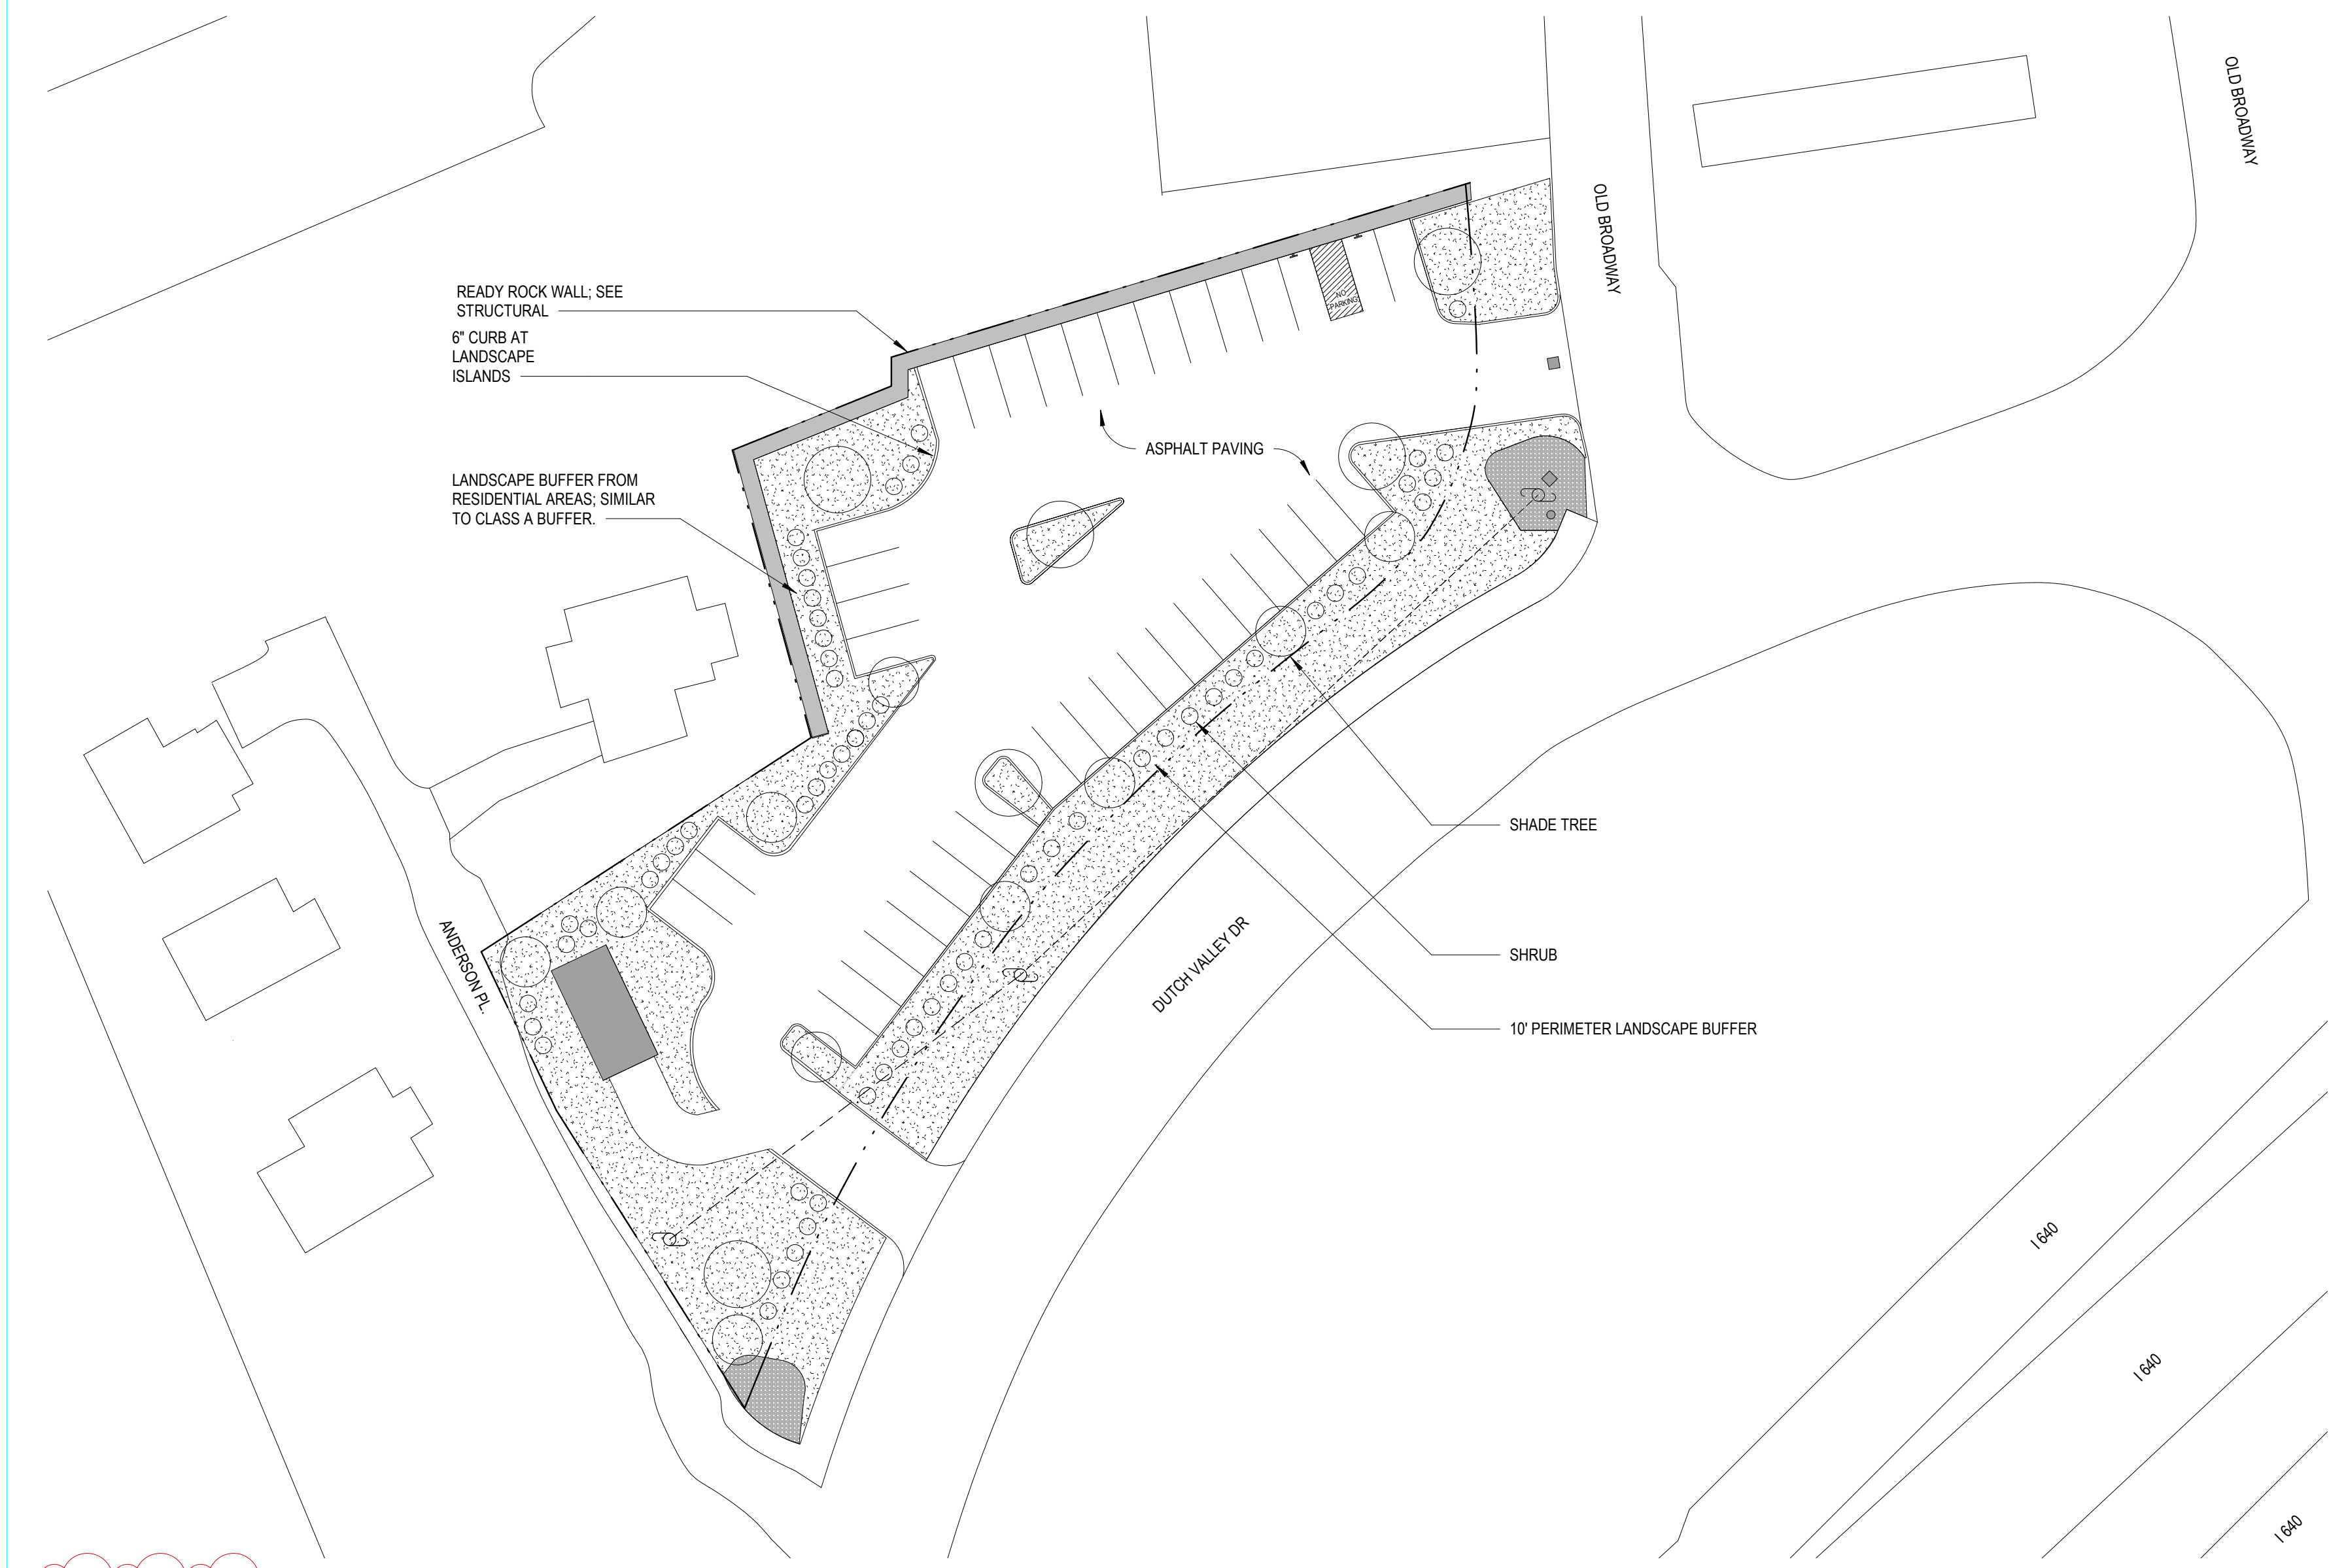 OLD BROADWAY
OLD BROADWAY
READY ROCK WALL; SEE
STRUCTURAL
6" CURB AT
LANDSCAPE
ISLANDS
NO
PARKING
ASPHALT PAVING
LANDSCAPE BUFFER FROM
RESIDENTIAL AREAS; SIMILAR
TO CLASS A BUFFER.
SHADE TREE
ANDERSON PL.
DUTCH VALLEY DR
SHRUB
10' PERIMETER LANDSCAPE BUFFER
I 640
I 640
I 640